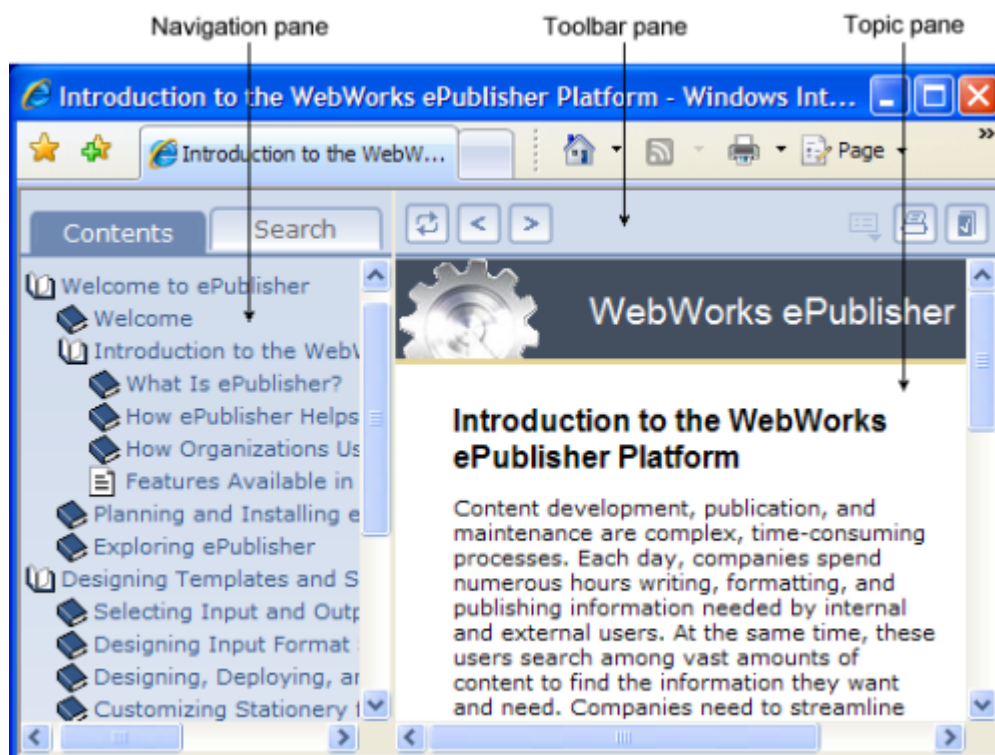 Navigation pane
Toolbar pane
Topic pane
Introduction to the WebWorks ePublisher Platform - Windows Int...
Introduction to the WebW...
Page
Contents
Search
Welcome to ePublisher
Welcome
Introduction to the Web
What Is ePublisher?
How ePublisher Helps
How Organizations Us
Features Available in
Planning and Installing e
Exploring ePublisher
Designing Templates and S
Selecting Input and Outp
Designing Input Format
Designing, Deploying, ar
Customizing Stationery
WebWorks ePublisher
Introduction to the WebWorks
ePublisher Platform
Content development, publication, and
maintenance are complex, time-consuming
processes. Each day, companies spend
numerous hours writing, formatting, and
publishing information needed by internal
and external users. At the same time, these
users search among vast amounts of
content to find the information they want
and need. Companies need to streamline